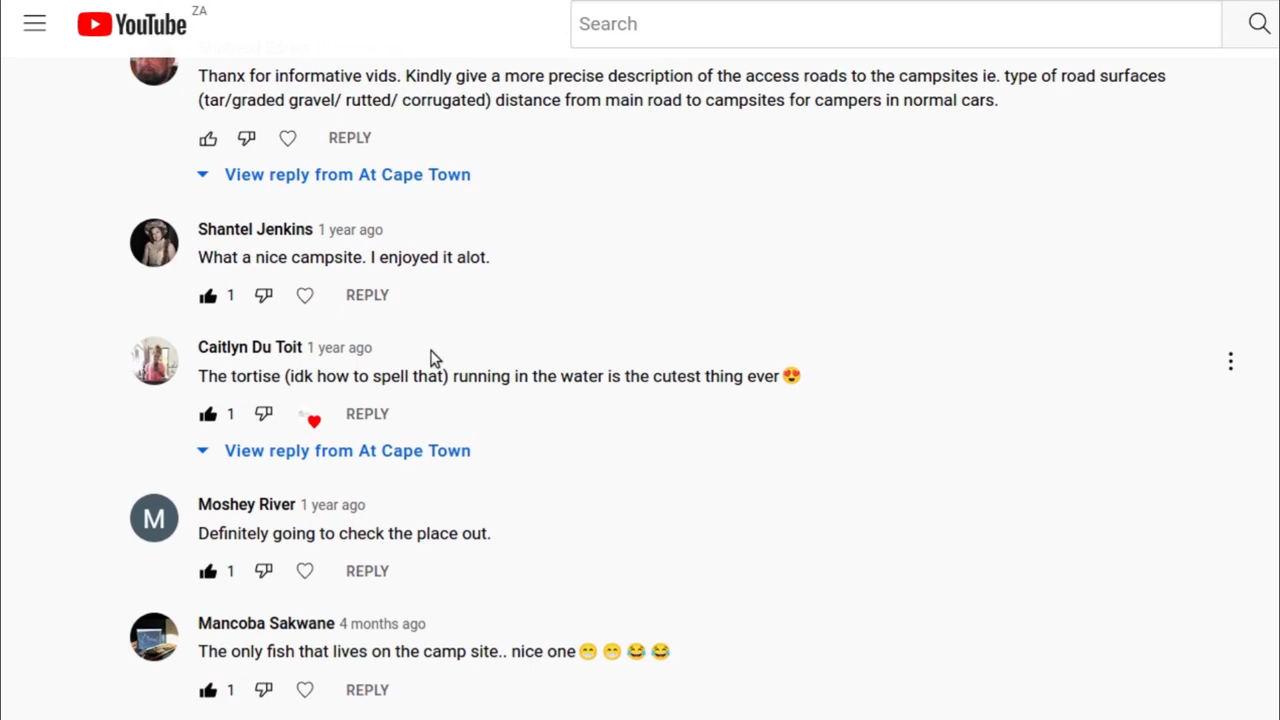 YouTube ZA
Search
Thanx for informative vids. Kindly give a more precise description of the access roads to the campsites ie. type of road surfaces
(tar/graded gravel/ rutted/ corrugated) distance from main road to campsites for campers in normal cars.
REPLY
View reply from At Cape Town
Shantel Jenkins 1 year ago
What a nice campsite. I enjoyed it alot.
1 REPLY
Caitlyn Du Toit 1 year ago
The tortise (idk how to spell that) running in the water is the cutest thing ever😍
1 REPLY
View reply from At Cape Town
M
Moshey River 1 year ago
Definitely going to check the place out.
1 REPLY
Mancoba Sakwane 4 months ago
The only fish that lives on the camp site.. nice one😁😁😂😂
1 REPLY